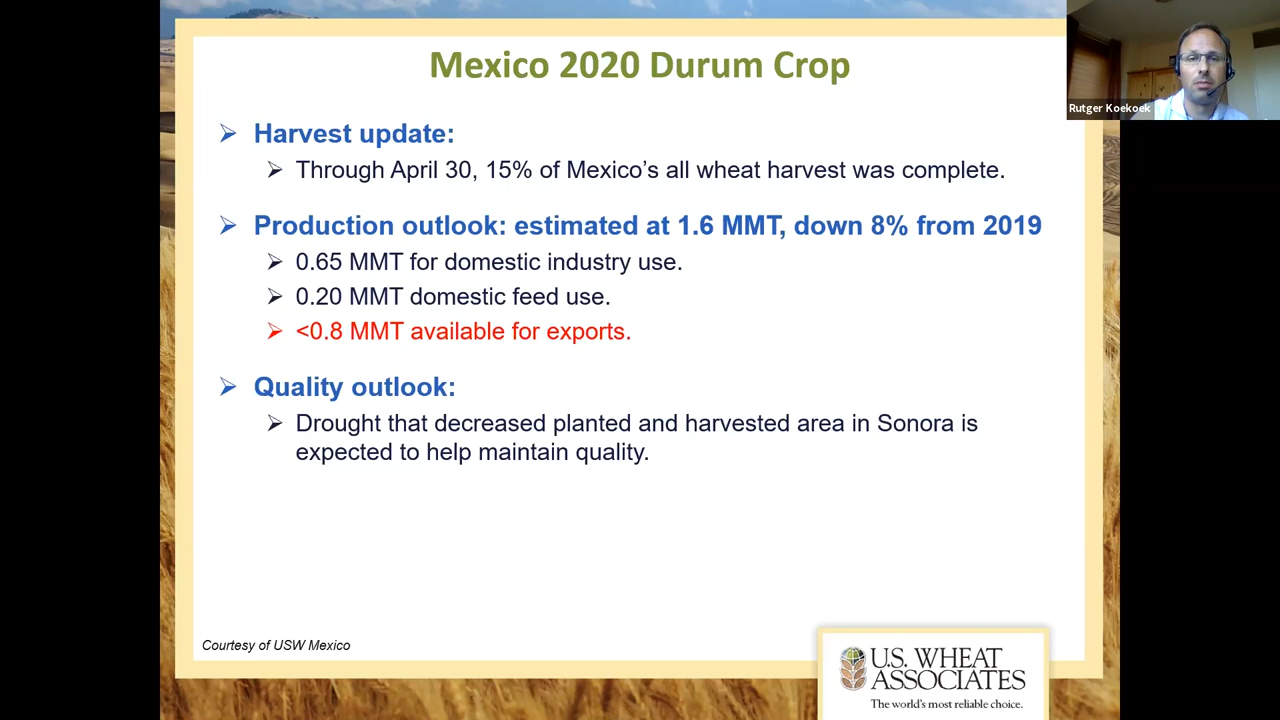 Mexico 2020 Durum Crop
Rutger Koekoek
Harvest update:
Through April 30, 15% of Mexico’s all wheat harvest was complete.
Production outlook: estimated at 1.6 MMT, down 8% from 2019
0.65 MMT for domestic industry use.
0.20 MMT domestic feed use.
<0.8 MMT available for exports.
Quality outlook:
Drought that decreased planted and harvested area in Sonora is
expected to help maintain quality.
Courtesy of USW Mexico
U.S. WHEAT
ASSOCIATES
The world's most reliable choice.